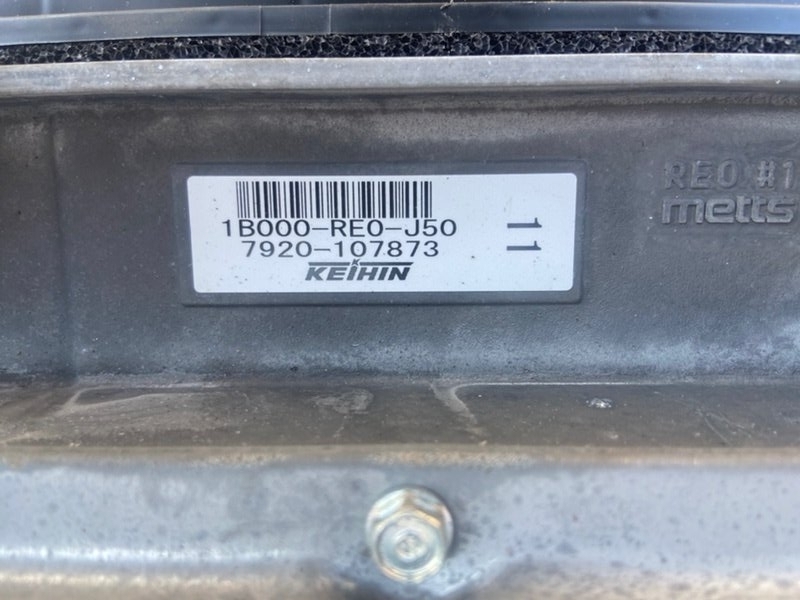 1B000-RE0-J50
7920-107873
KEIHIN
11
RE0 #1
metts